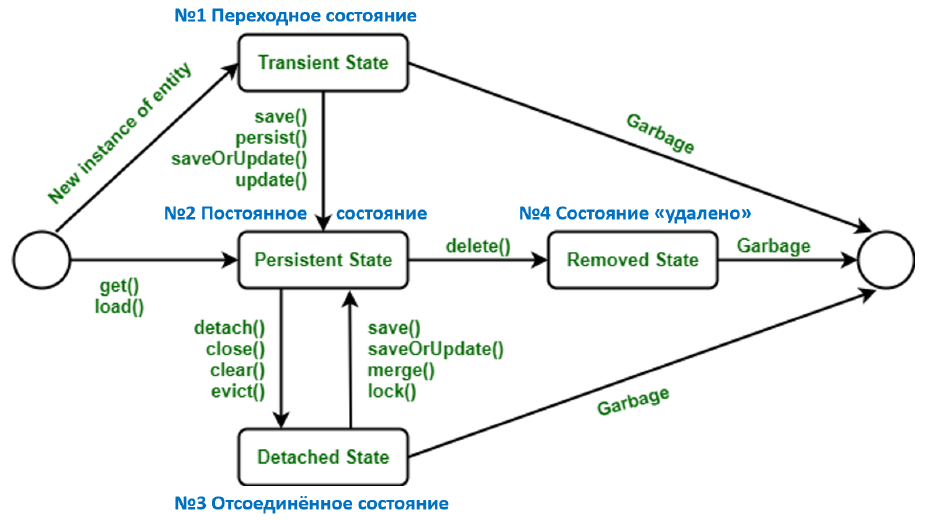 №1 Переходное состояние
Transient State
New instance of entity
save()
persist()
saveOrUpdate()
update()
Garbage
№2 Постоянное состояние
№4 Состояние «удалено»
Persistent State
delete()
Removed State
Garbage
get()
load()
detach()
close()
clear()
evict()
save()
saveOrUpdate()
merge()
lock()
Garbage
Detached State
№3 Отсоединённое состояние